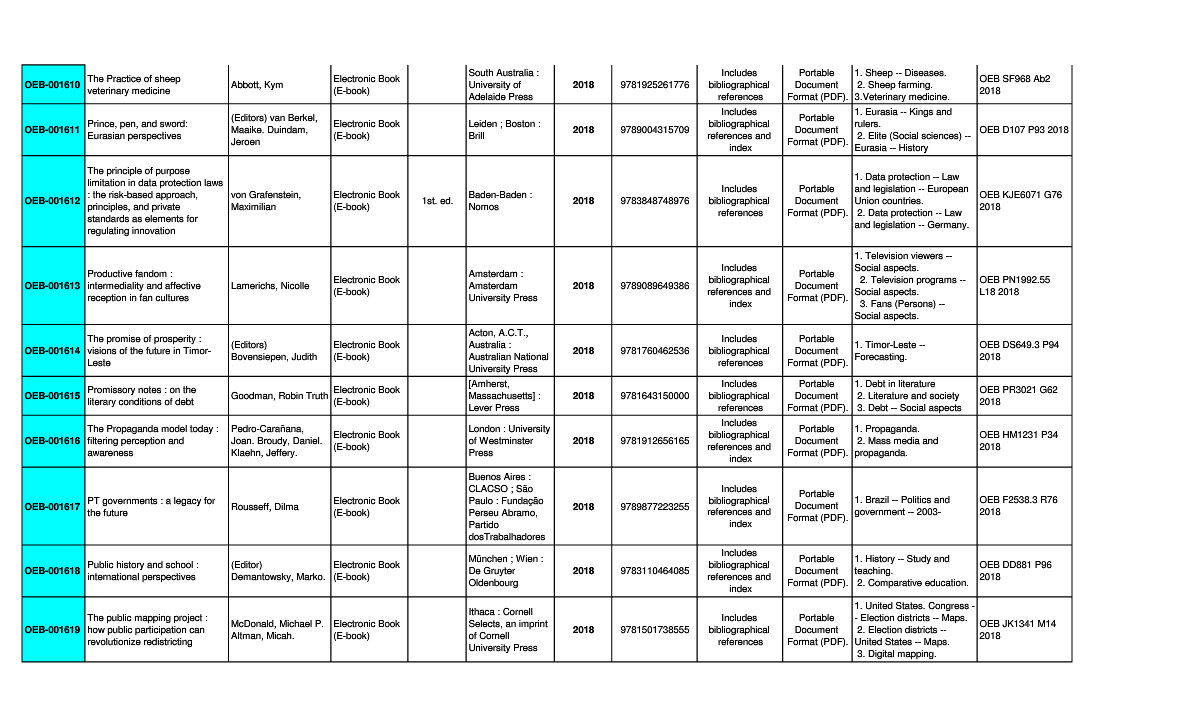 OEB-001610
The Practice of sheep
veterinary medicine
Abbott, Kym
Electronic Book
(E-book)
South Australia :
University of
Adelaide Press
2018
9781925261776
Includes
bibliographical
references
Portable
Document
Format (PDF).
1. Sheep -- Diseases.
2. Sheep farming.
3.Veterinary medicine.
OEB SF968 Ab2
2018
OEB-001611
Prince, pen, and sword:
Eurasian perspectives
(Editors) van Berkel,
Maaike. Duindam,
Jeroen
Electronic Book
(E-book)
Leiden ; Boston :
Brill
2018
9789004315709
Includes
bibliographical
references and
index
Portable
Document
Format (PDF).
1. Eurasia -- Kings and
rulers.
2. Elite (Social sciences) --
Eurasia -- History
OEB D107 P93 2018
OEB-001612
The principle of purpose
limitation in data protection laws
: the risk-based approach,
principles, and private
standards as elements for
regulating innovation
von Grafenstein,
Maximilian
Electronic Book
(E-book)
1st. ed.
Baden-Baden :
Nomos
2018
9783848748976
Includes
bibliographical
references
Portable
Document
Format (PDF).
1. Data protection -- Law
and legislation -- European
Union countries.
2. Data protection -- Law
and legislation -- Germany.
OEB KJE6071 G76
2018
OEB-001613
Productive fandom :
intermediality and affective
reception in fan cultures
Lamerichs, Nicolle
Electronic Book
(E-book)
Amsterdam :
Amsterdam
University Press
2018
9789089649386
Includes
bibliographical
references and
index
Portable
Document
Format (PDF).
1. Television viewers --
Social aspects.
2. Television programs --
Social aspects.
3. Fans (Persons) --
Social aspects.
OEB PN1992.55
L18 2018
OEB-001614
The promise of prosperity :
visions of the future in Timor-
Leste
(Editors)
Bovensiepen, Judith
Electronic Book
(E-book)
Acton, A.C.T.,
Australia :
Australian National
University Press
2018
9781760462536
Includes
bibliographical
references
Portable
Document
Format (PDF).
1. Timor-Leste --
Forecasting.
OEB DS649.3 P94
2018
OEB-001615
Promissory notes : on the
literary conditions of debt
Goodman, Robin Truth
Electronic Book
(E-book)
[Amherst,
Massachusetts] :
Lever Press
2018
9781643150000
Includes
bibliographical
references
Portable
Document
Format (PDF).
1. Debt in literature
2. Literature and society
3. Debt -- Social aspects
OEB PR3021 G62
2018
OEB-001616
The Propaganda model today :
filtering perception and
awareness
Pedro-Carañana,
Joan. Broudy, Daniel.
Klaehn, Jeffery.
Electronic Book
(E-book)
London : University
of Westminster
Press
2018
9781912656165
Includes
bibliographical
references and
index
Portable
Document
Format (PDF).
1. Propaganda.
2. Mass media and
propaganda.
OEB HM1231 P34
2018
OEB-001617
PT governments : a legacy for
the future
Rousseff, Dilma
Electronic Book
(E-book)
Buenos Aires :
CLACSO ; São
Paulo : Fundação
Perseu Abramo,
Partido
dosTrabalhadores
2018
9789877223255
Includes
bibliographical
references and
index
Portable
Document
Format (PDF).
1. Brazil -- Politics and
government -- 2003-
OEB F2538.3 R76
2018
OEB-001618
Public history and school :
international perspectives
(Editor)
Demantowsky, Marko.
Electronic Book
(E-book)
München ; Wien :
De Gruyter
Oldenbourg
2018
9783110464085
Includes
bibliographical
references and
index
Portable
Document
Format (PDF).
1. History -- Study and
teaching.
2. Comparative education.
OEB DD881 P96
2018
OEB-001619
The public mapping project :
how public participation can
revolutionize redistricting
McDonald, Michael P.
Altman, Micah.
Electronic Book
(E-book)
Ithaca : Cornell
Selects, an imprint
of Cornell
University Press
2018
9781501738555
Includes
bibliographical
references
Portable
Document
Format (PDF).
1. United States. Congress -
- Election districts -- Maps.
2. Election districts --
United States -- Maps.
3. Digital mapping.
OEB JK1341 M14
2018